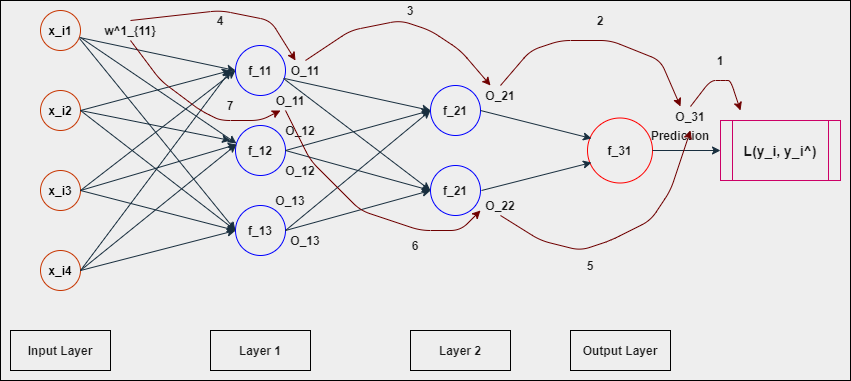 x_i1
w^1_{11}
4
3
2
1
f_11
O_11
O_11
7
O_21
x_i2
f_21
O_31
Prediction
O_12
f_12
O_12
f_31
L(y_i, y_i^)
x_i3
f_21
O_13
O_22
f_13
O_13
6
5
x_i4
Input Layer
Layer 1
Layer 2
Output Layer